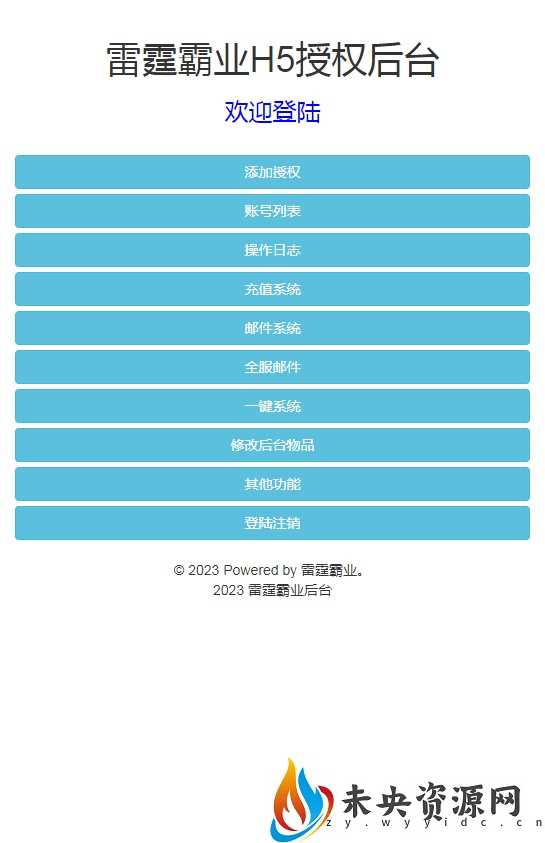 雷霆霸业H5授权后台
欢迎登陆
添加授权
账号列表
操作日志
充值系统
邮件系统
全服邮件
一键系统
修改后台物品
其他功能
登陆注销
© 2023 Powered by 雷霆霸业。
2023 雷霆霸业后台
未央资源网
zy.wyyidc.cn